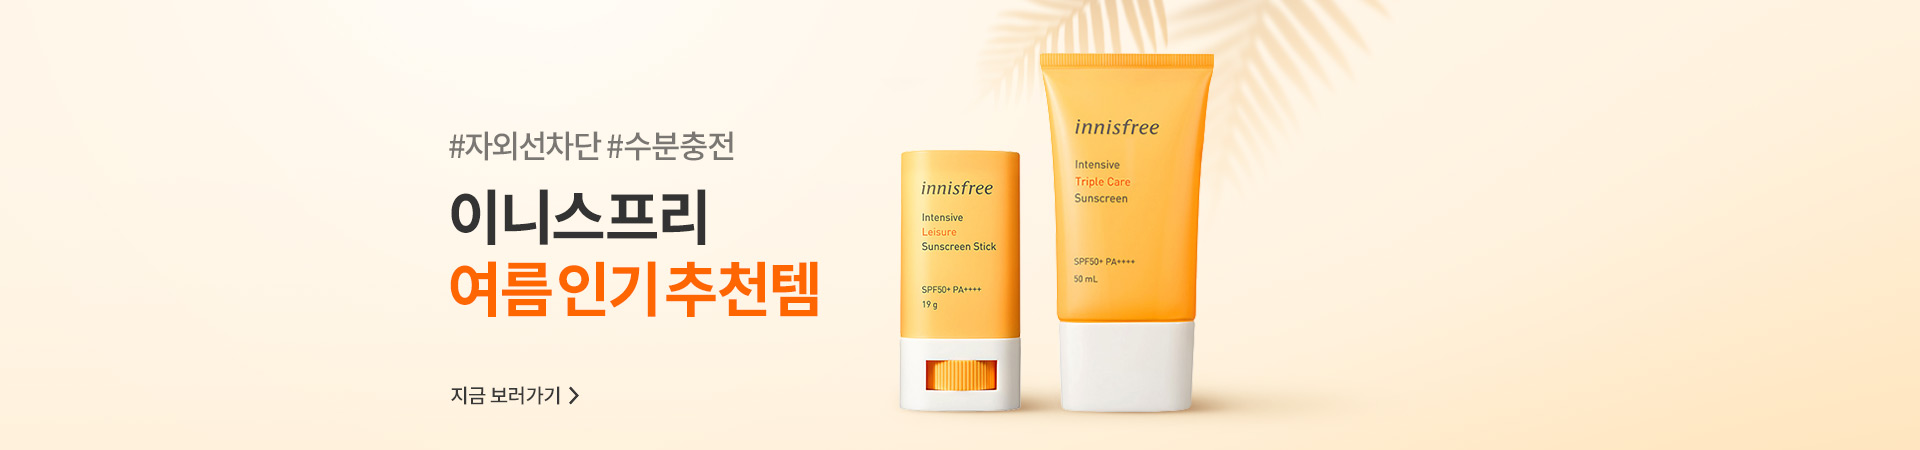 #자외선차단 #수분충전
이니스프리
여름 인기 추천템
지금 보러가기 >
innisfree
Intensive
Leisure
Sunscreen Stick
SPF50+ PA++++
19 g
innisfree
Intensive
Triple Care
Sunscreen
SPF50+ PA++++
50 mL